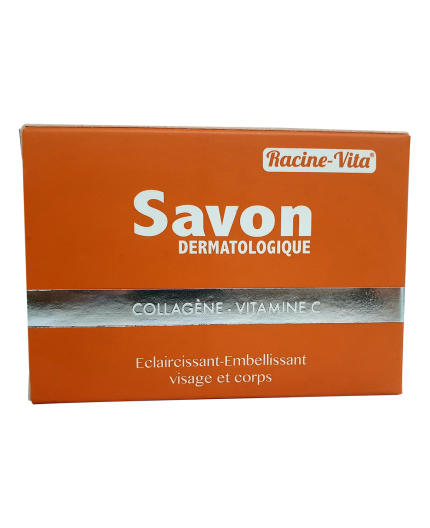 Racine-Vita®
Savon
DERMATOLOGIQUE
COLLAGÈNE - VITAMINE C
Eclaircissant-Embellissant
visage et corps